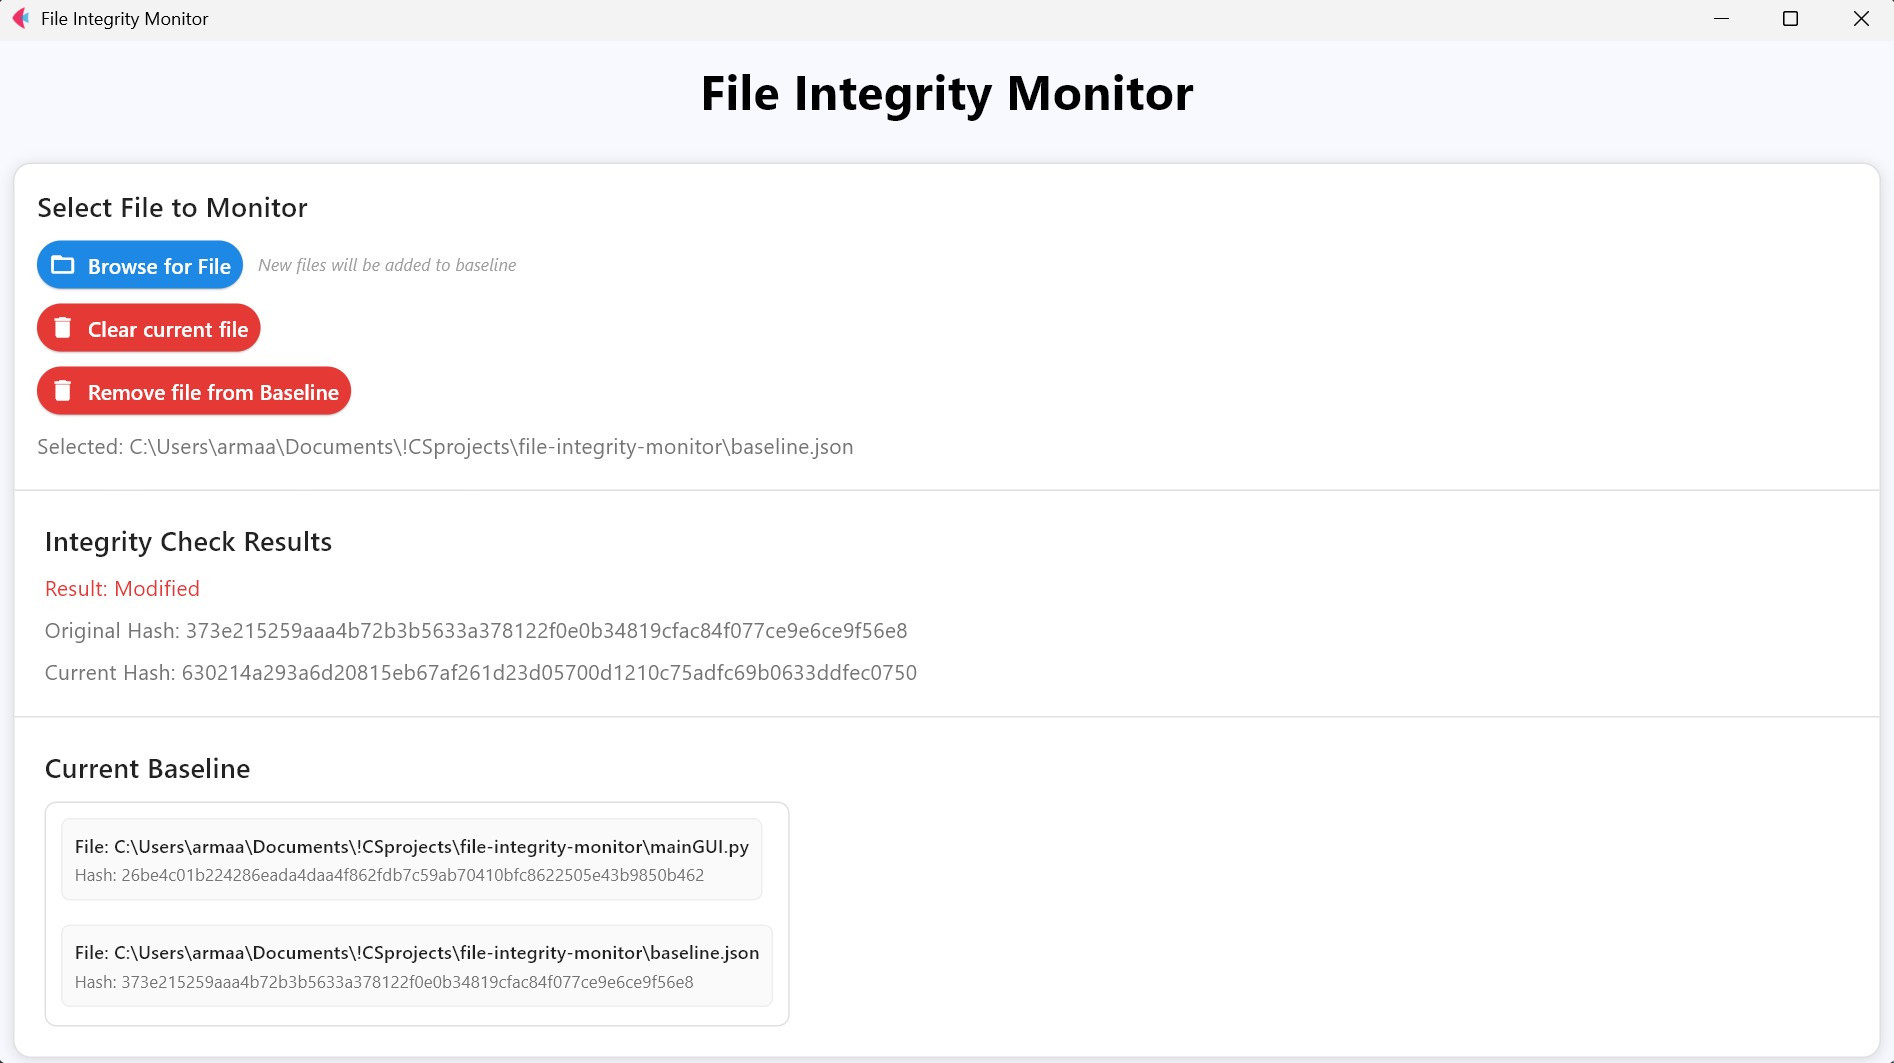 File Integrity Monitor
File Integrity Monitor
Select File to Monitor
Browse for File New files will be added to baseline
Clear current file
Remove file from Baseline
Selected: C:\Users\armaa\Documents\!CSprojects\file-integrity-monitor\baseline.json
Integrity Check Results
Result: Modified
Original Hash: 373e215259aaa4b72b3b5633a378122f0e0b34819cfac84f077ce9e6ce9f56e8
Current Hash: 630214a293a6d20815eb67af261d23d05700d1210c75adfc69b0633ddfec0750
Current Baseline
File: C:\Users\armaa\Documents\!CSprojects\file-integrity-monitor\mainGUI.py
Hash: 26be4c01b224286eada4daa4f862fdb7c59ab70410bfc8622505e43b9850b462
File: C:\Users\armaa\Documents\!CSprojects\file-integrity-monitor\baseline.json
Hash: 373e215259aaa4b72b3b5633a378122f0e0b34819cfac84f077ce9e6ce9f56e8